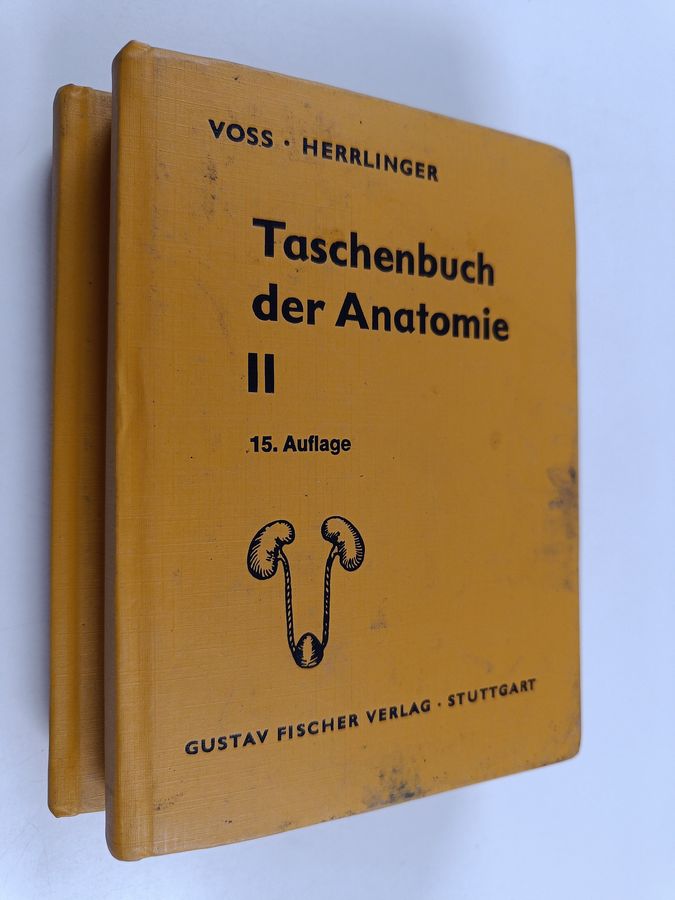 VOSS · HERRLINGER
Taschenbuch
der Anatomie
II
15. Auflage
GUSTAV FISCHER VERLAG · STUTTGART